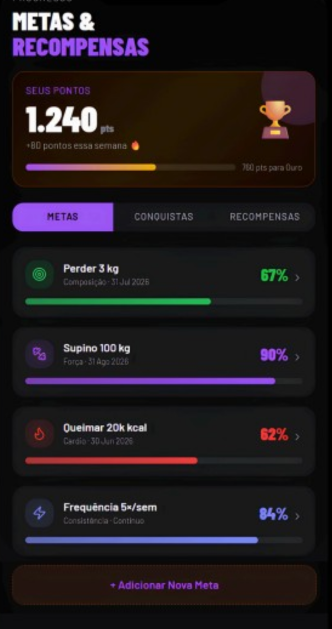 METAS &
RECOMPENSAS
SEUS PONTOS
1.240 pts
+80 pontos essa semana 🔥
760 pts para Ouro
METAS CONQUISTAS RECOMPENSAS
Perder 3 kg
67% >
Composição · 31 Jul 2026
Supino 100 kg
90% >
Força · 31 Ago 2026
Queimar 20k kcal
62% >
Cardio · 30 Jun 2026
Frequência 5×/sem
84% >
Consistência · Contínuo
+ Adicionar Nova Meta